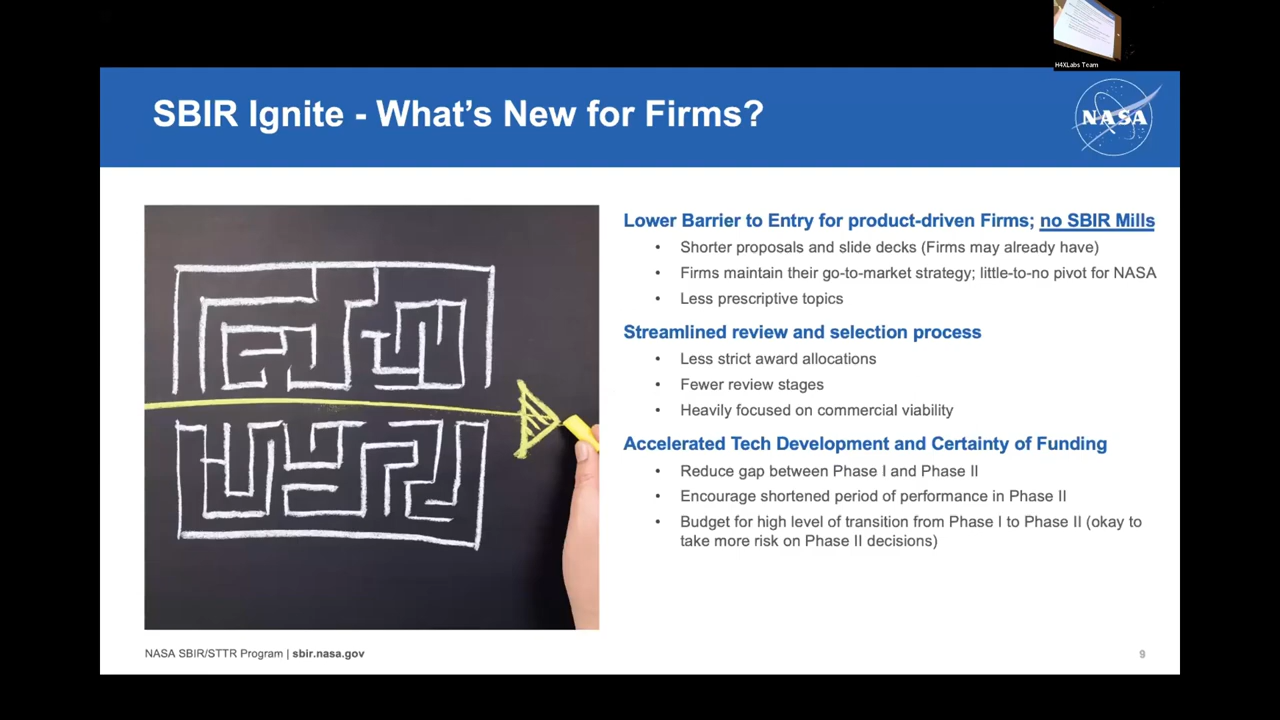 H4XLabs Team
SBIR Ignite - What's New for Firms?
NASA
Lower Barrier to Entry for product-driven Firms; no SBIR Mills
• Shorter proposals and slide decks (Firms may already have)
• Firms maintain their go-to-market strategy; little-to-no pivot for NASA
• Less prescriptive topics
Streamlined review and selection process
• Less strict award allocations
• Fewer review stages
• Heavily focused on commercial viability
Accelerated Tech Development and Certainty of Funding
• Reduce gap between Phase I and Phase II
• Encourage shortened period of performance in Phase II
• Budget for high level of transition from Phase I to Phase II (okay to
take more risk on Phase II decisions)
NASA SBIR/STTR Program | sbir.nasa.gov
9